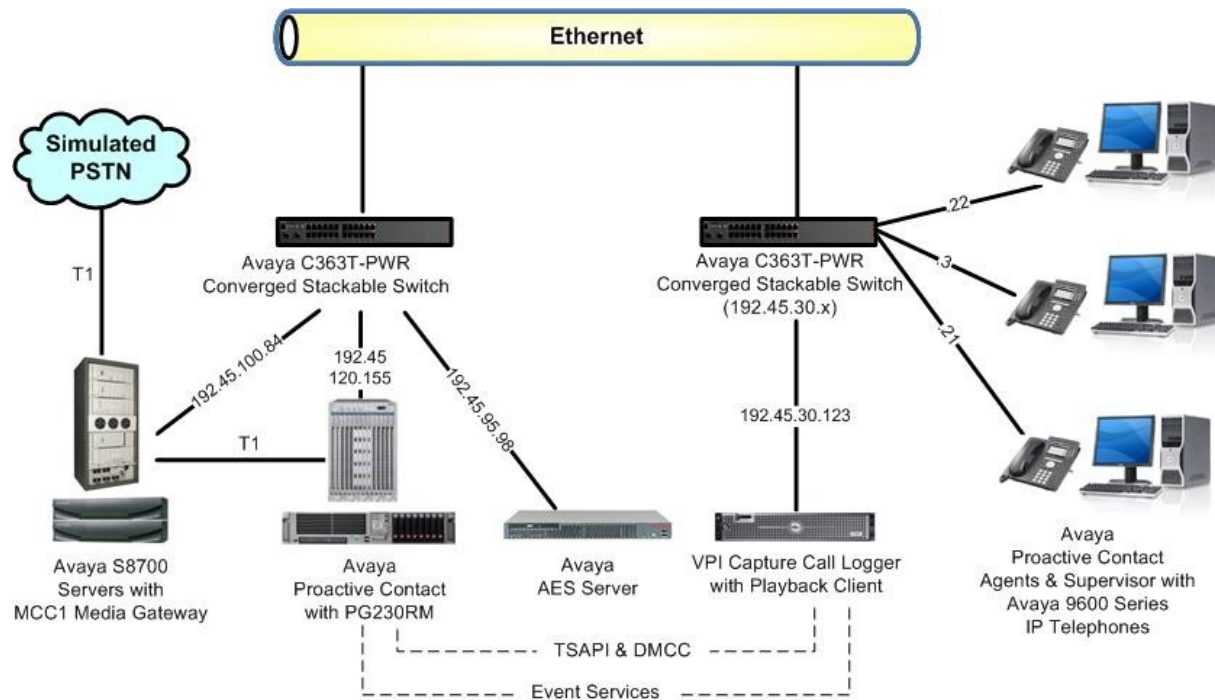 Ethernet
Simulated
PSTN
T1
Avaya C363T-PWR
Converged Stackable Switch
Avaya C363T-PWR
Converged Stackable Switch
(192.45.30.x)
.22
.3
.21
192.45.100.84
192.45
120.155
192.45.95.98
192.45.30.123
T1
Avaya S8700
Servers with
MCC1 Media Gateway
Avaya
Proactive Contact
with PG230RM
Avaya
AES Server
VPI Capture Call Logger
with Playback Client
Avaya
Proactive Contact
Agents & Supervisor with
Avaya 9600 Series
IP Telephones
TSAPI & DMCC
Event Services